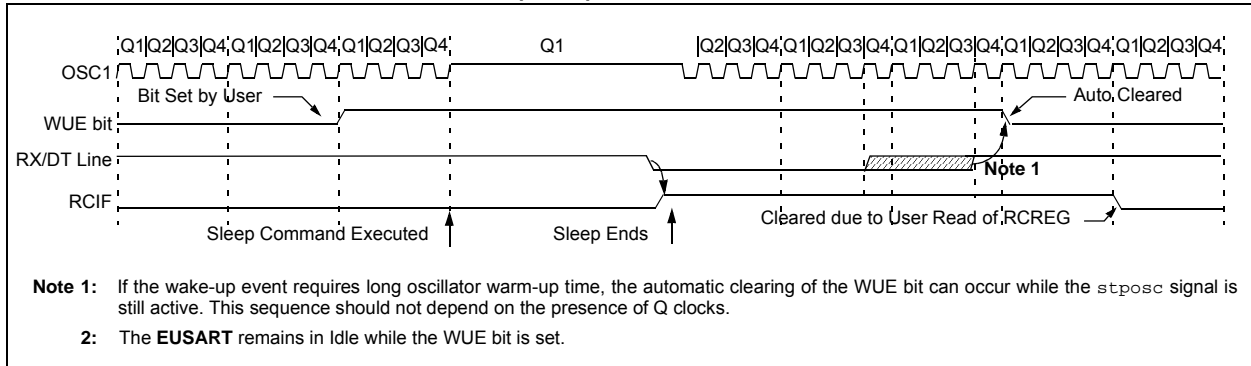 Q1|Q2|Q3|Q4|Q1|Q2|Q3|Q4|Q1|Q2|Q3|Q4 Q1 |Q2|Q3|Q4|Q1|Q2|Q3|Q4|Q1|Q2|Q3|Q4|Q1|Q2|Q3|Q4|Q1|Q2|Q3|Q4
OSC1
Bit Set by User
Auto Cleared
WUE bit
RX/DT Line
Note 1
RCIF
Cleared due to User Read of RCREG
Sleep Command Executed
Sleep Ends
Note 1: If the wake-up event requires long oscillator warm-up time, the automatic clearing of the WUE bit can occur while the stposc signal is
still active. This sequence should not depend on the presence of Q clocks.
2: The EUSART remains in Idle while the WUE bit is set.